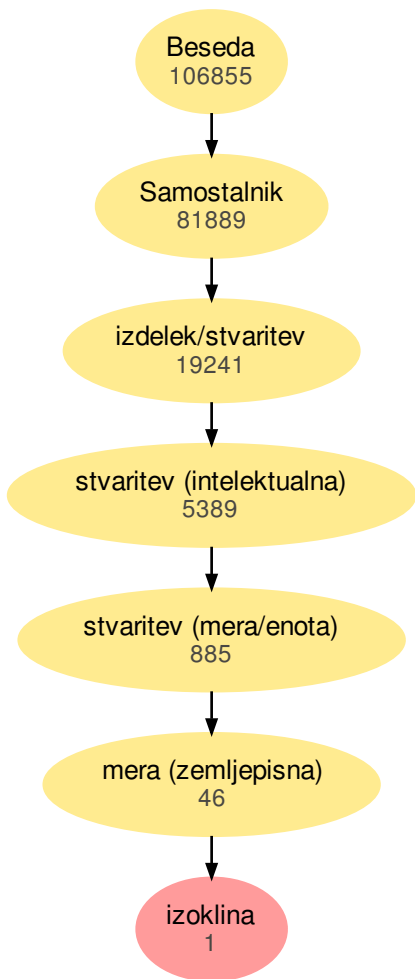 Beseda
106855
Samostalnik
81889
izdelek/stvaritev
19241
stvaritev (intelektualna)
5389
stvaritev (mera/enota)
885
mera (zemljepisna)
46
izoklina
1